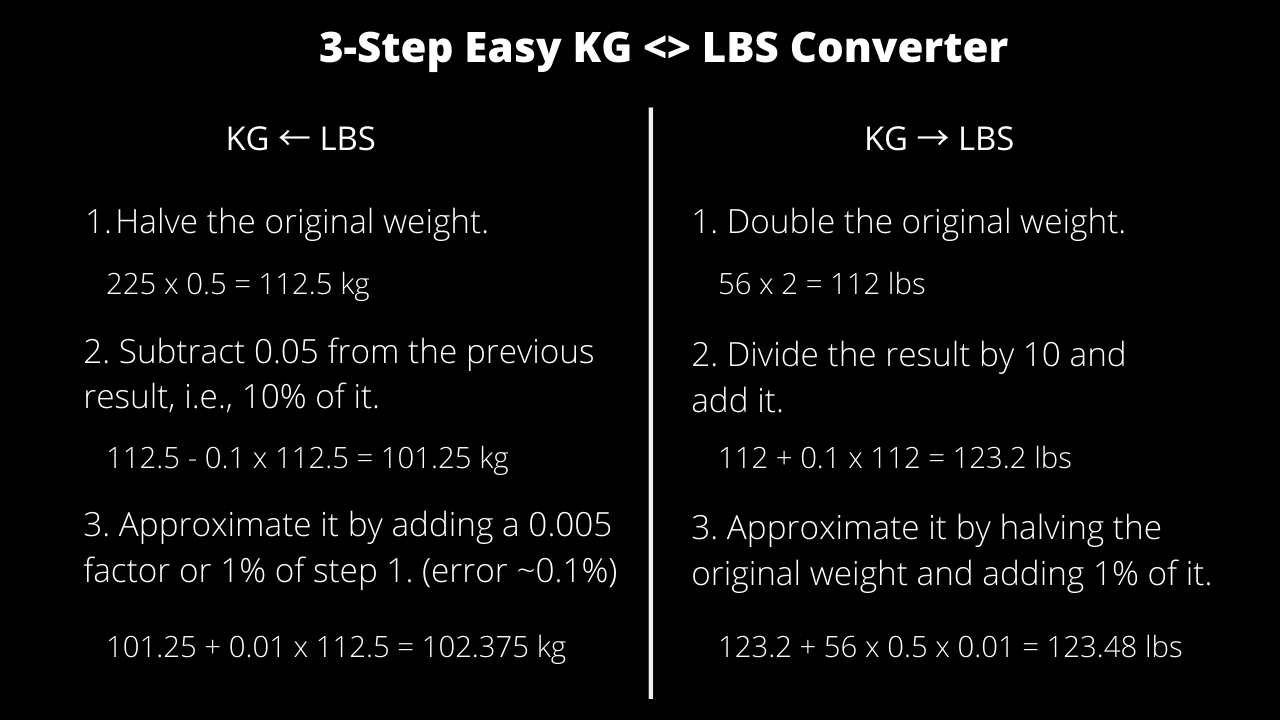 3-Step Easy KG <> LBS Converter
KG ← LBS
1. Halve the original weight.
225 x 0.5 = 112.5 kg
2. Subtract 0.05 from the previous
result, i.e., 10% of it.
112.5 - 0.1 x 112.5 = 101.25 kg
3. Approximate it by adding a 0.005
factor or 1% of step 1. (error ~0.1%)
101.25 + 0.01 x 112.5 = 102.375 kg
KG → LBS
1. Double the original weight.
56 x 2 = 112 lbs
2. Divide the result by 10 and
add it.
112 + 0.1 x 112 = 123.2 lbs
3. Approximate it by halving the
original weight and adding 1% of it.
123.2 + 56 x 0.5 x 0.01 = 123.48 lbs